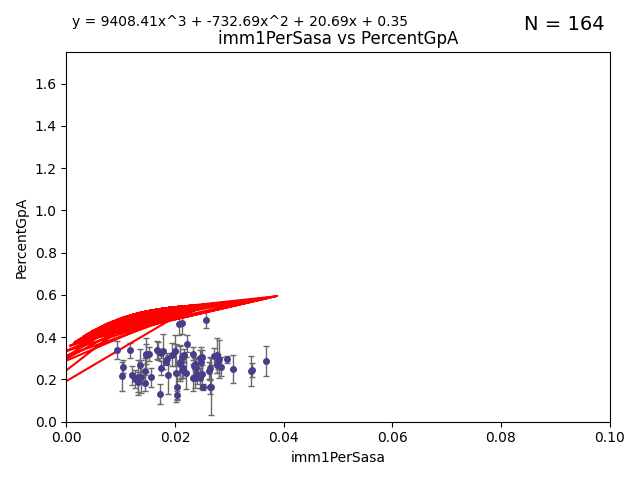 y = 9408.41x^3 + -732.69x^2 + 20.69x + 0.35
N = 164
imm1PerSasa vs PercentGpA
1.6
1.4
1.2
1.0
0.8
0.6
0.4
0.2
0.0
PercentGpA
0.00 0.02 0.04 0.06 0.08 0.10
imm1PerSasa